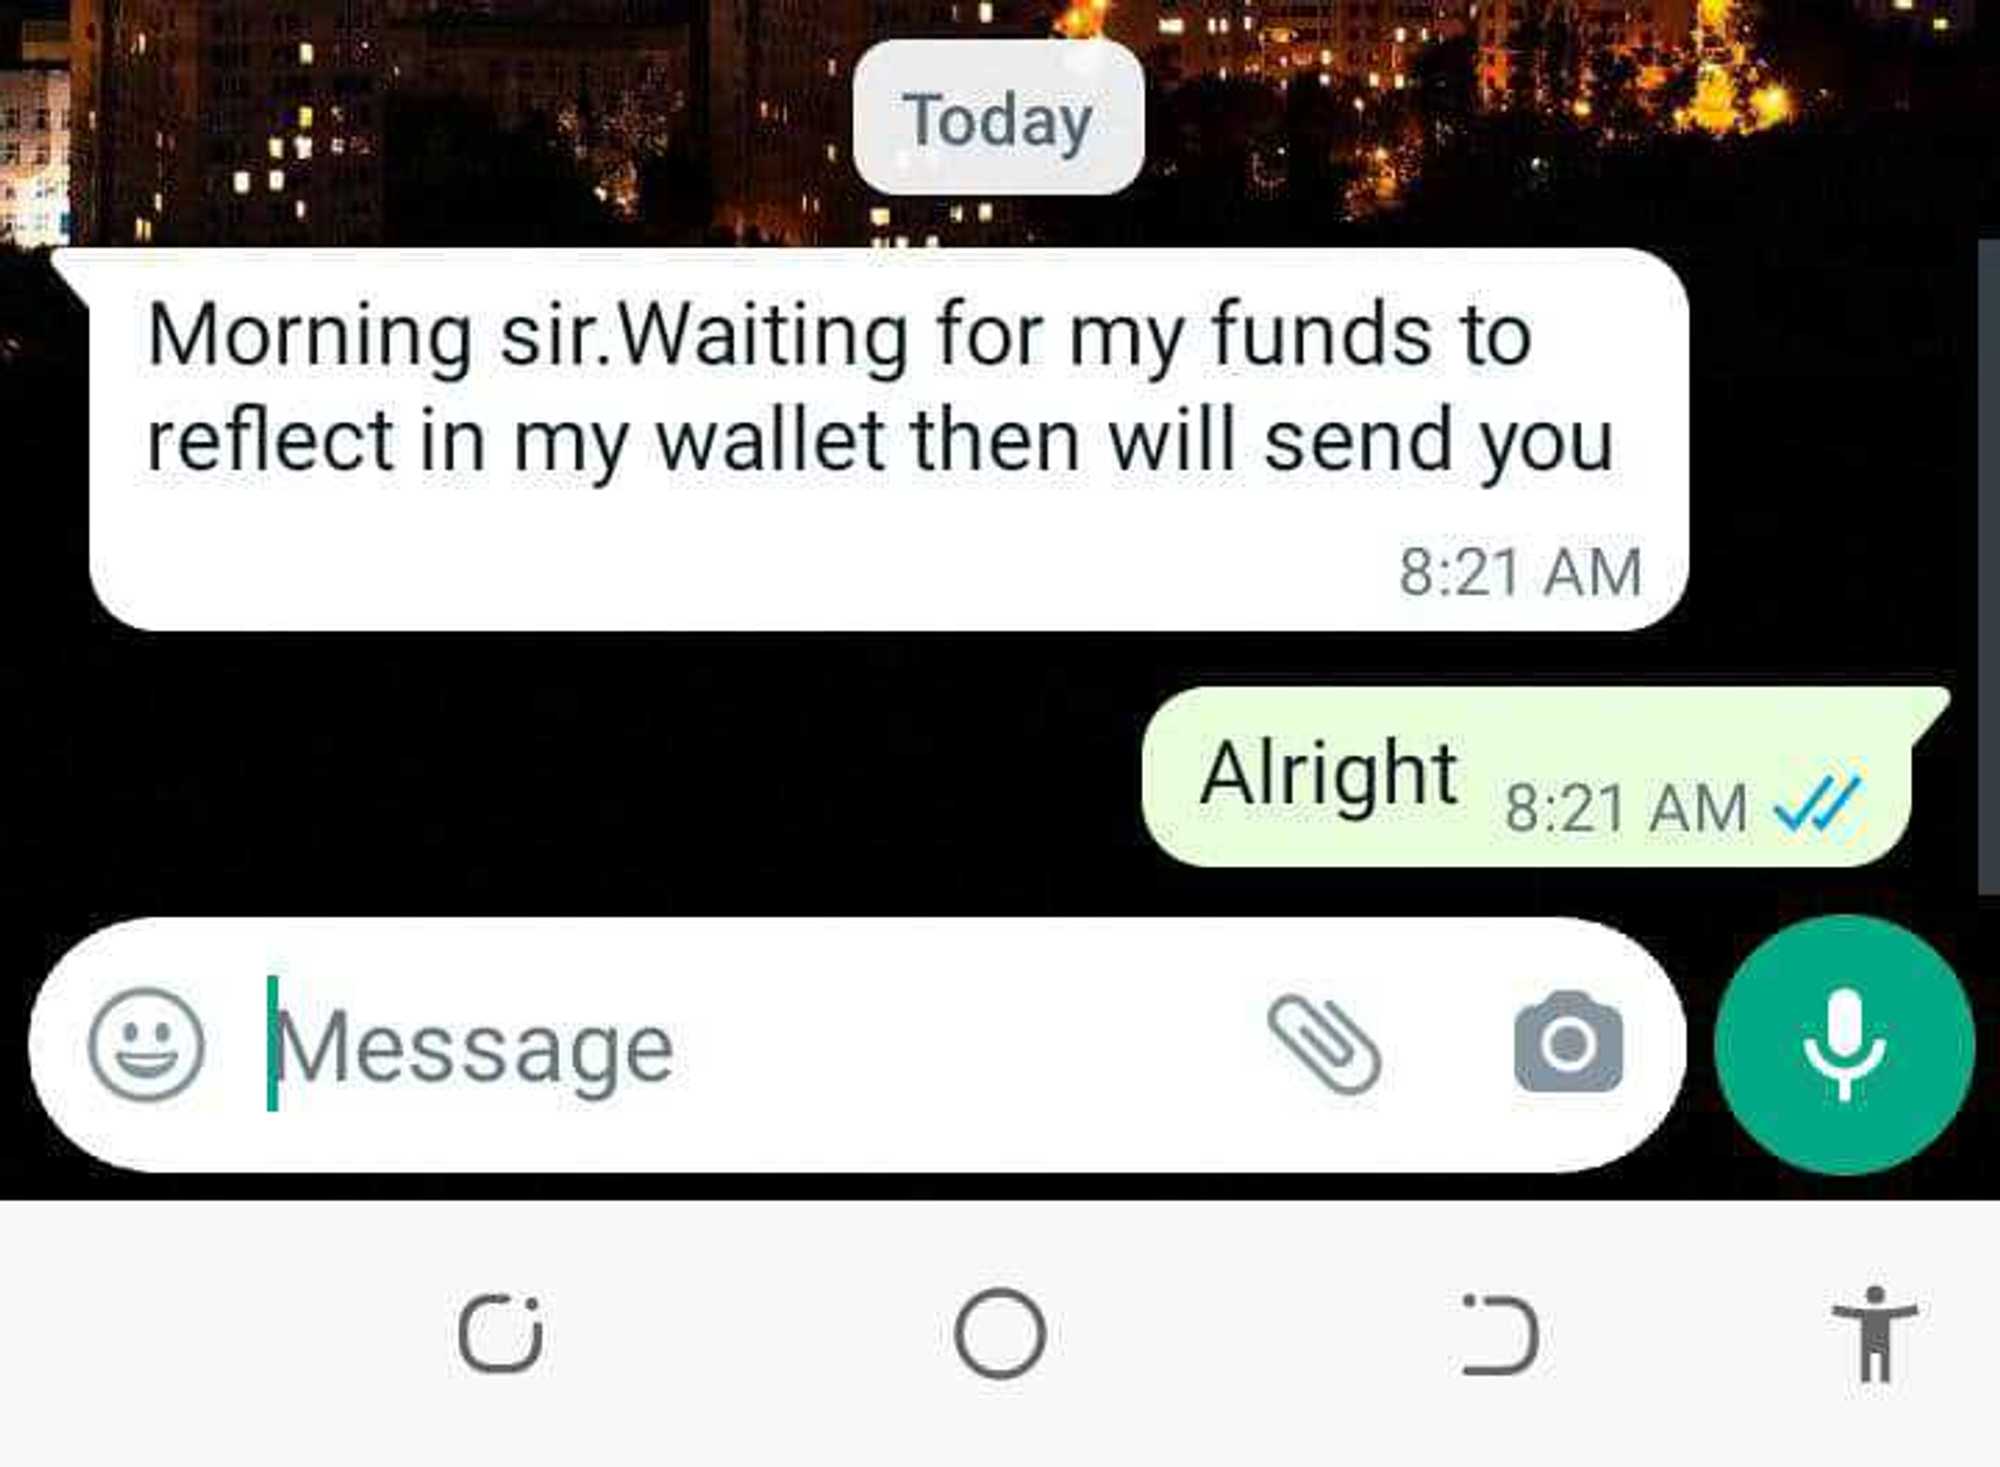 Today
Morning sir.Waiting for my funds to
reflect in my wallet then will send you
8:21 AM
Alright 8:21 AM
Message